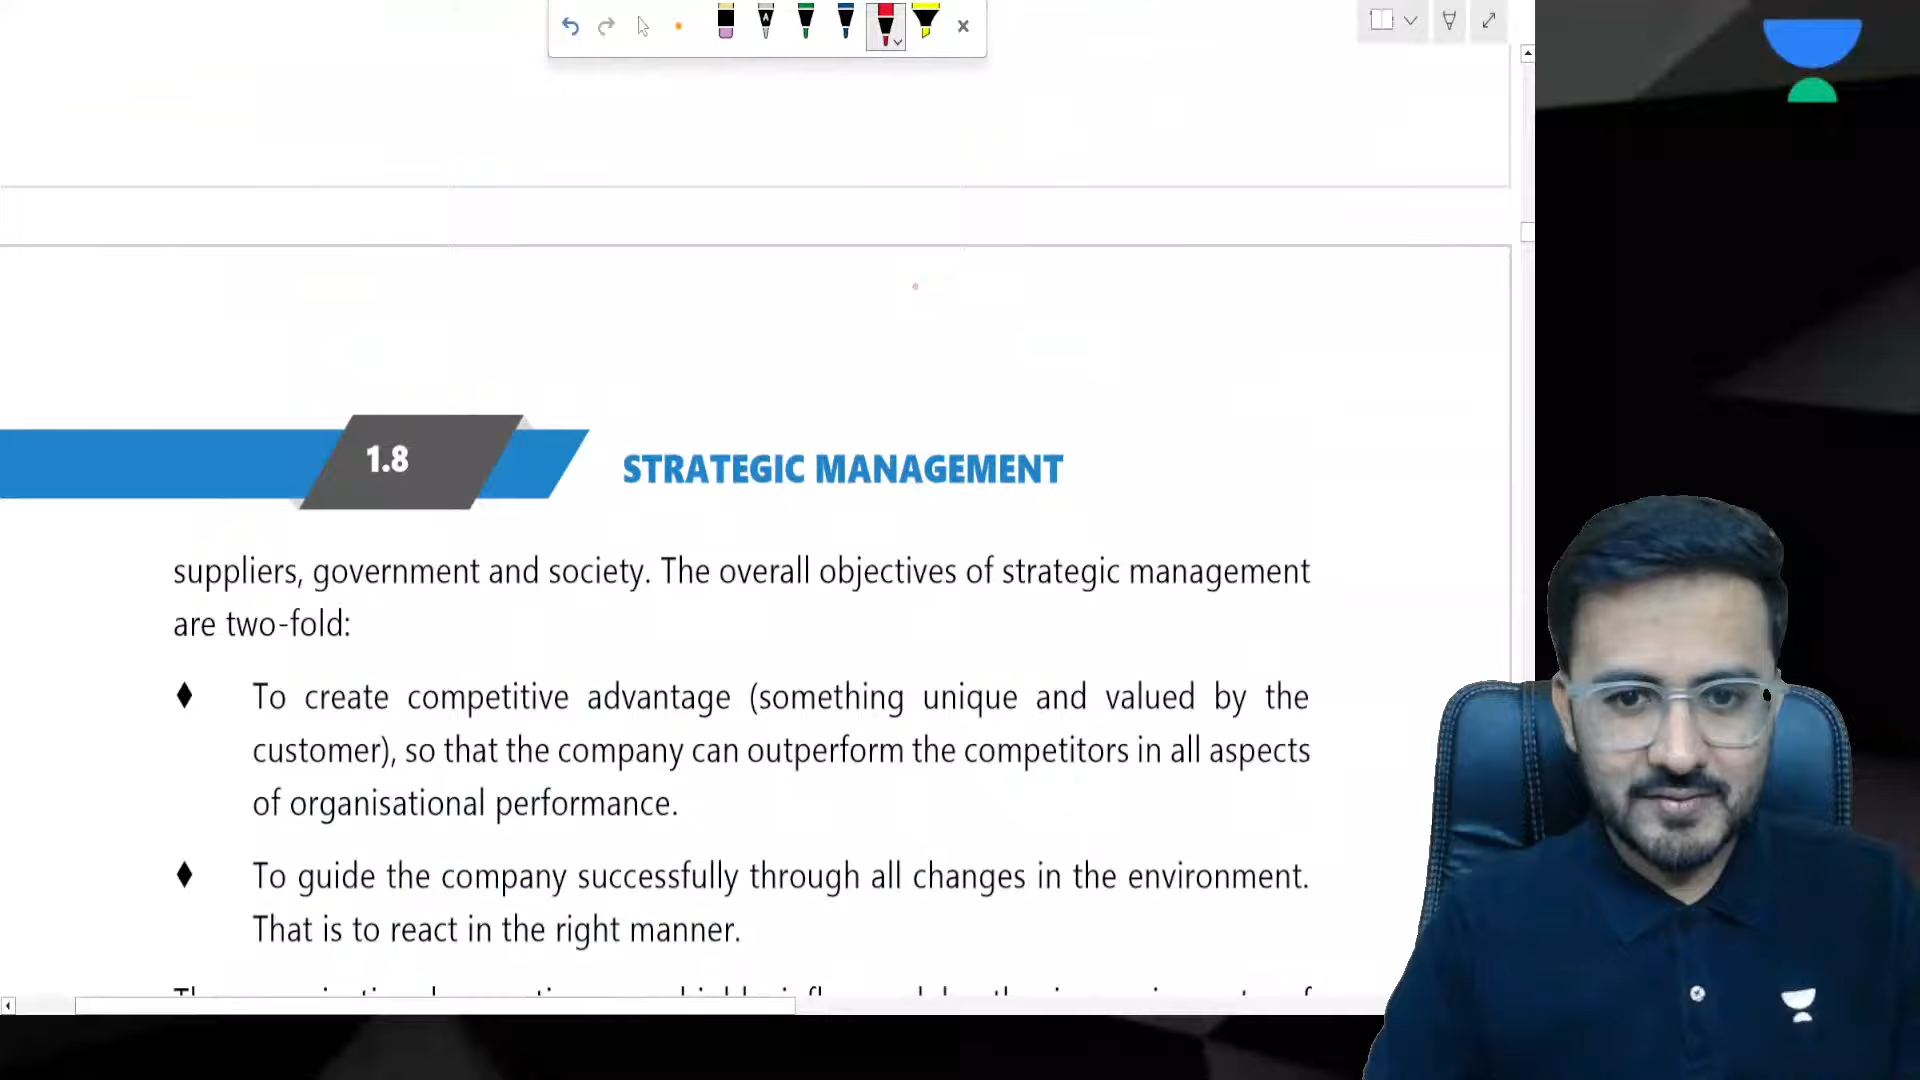 1.8
STRATEGIC MANAGEMENT
suppliers, government and society. The overall objectives of strategic management
are two-fold:
♦ To create competitive advantage (something unique and valued by the
customer), so that the company can outperform the competitors in all aspects
of organisational performance.
♦ To guide the company successfully through all changes in the environment.
That is to react in the right manner.